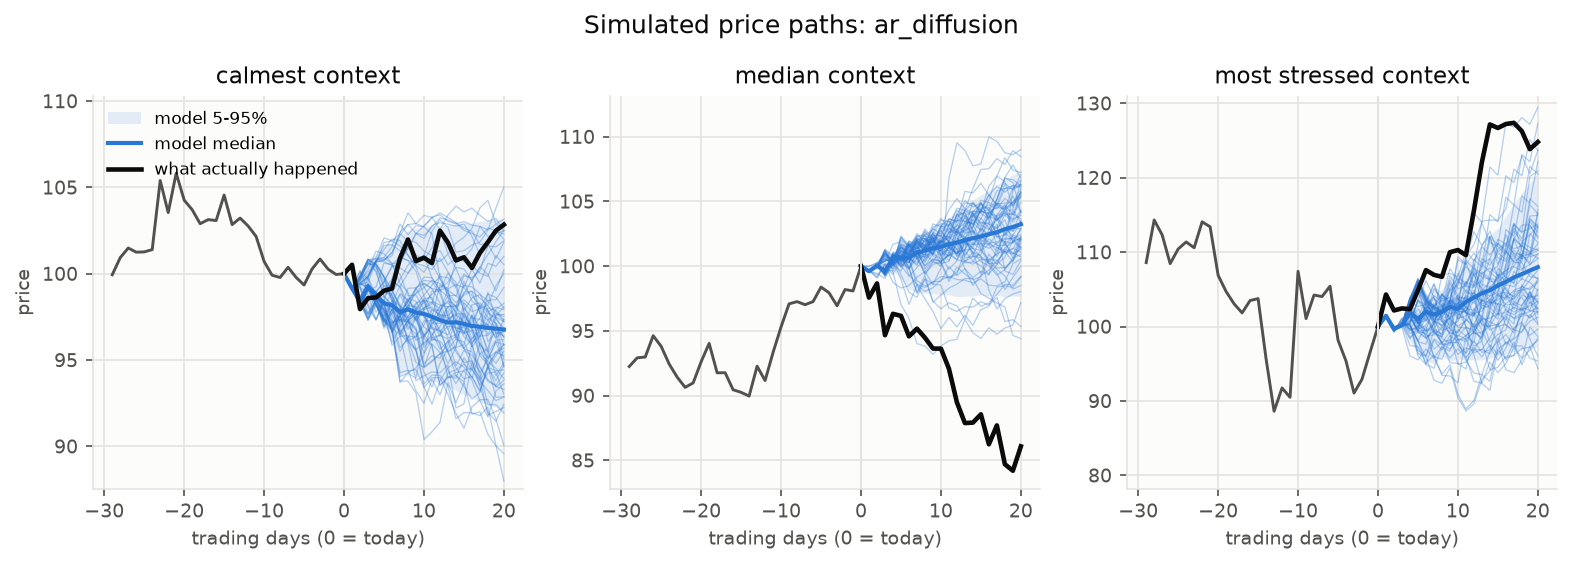 Simulated price paths: ar_diffusion
calmest context
110
105
100
95
90
price
model 5-95%
model median
what actually happened
−30
−20
−10
0
10
20
trading days (0 = today)
median context
110
105
100
95
90
85
price
−30
−20
−10
0
10
20
trading days (0 = today)
most stressed context
130
120
110
100
90
80
price
−30
−20
−10
0
10
20
trading days (0 = today)